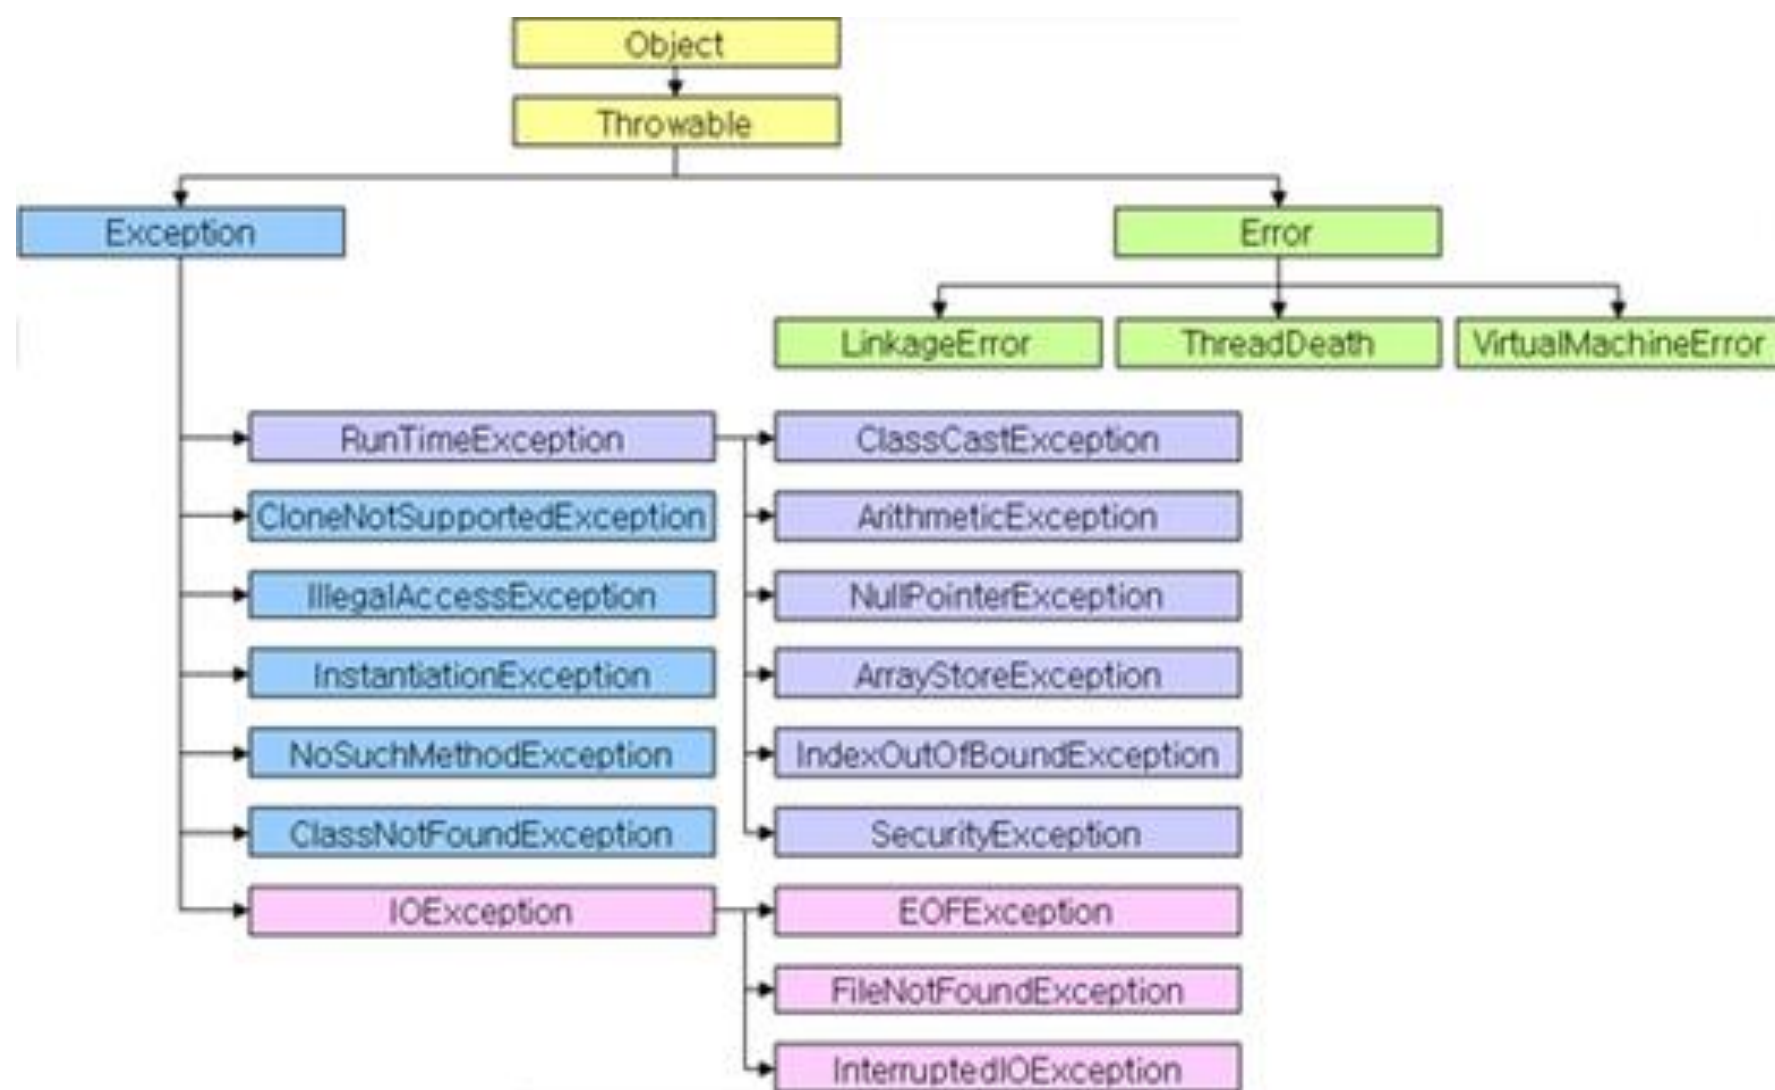 Object
Throwable
Exception
Error
LinkageError
ThreadDeath
VirtualMachineError
RunTimeException
ClassCastException
CloneNotSupportedException
ArithmeticException
IllegalAccessException
NullPointerException
InstantiationException
ArrayStoreException
NoSuchMethodException
IndexOutOfBoundException
ClassNotFoundException
SecurityException
IOException
EOFException
FileNotFoundException
InterruptedIOException